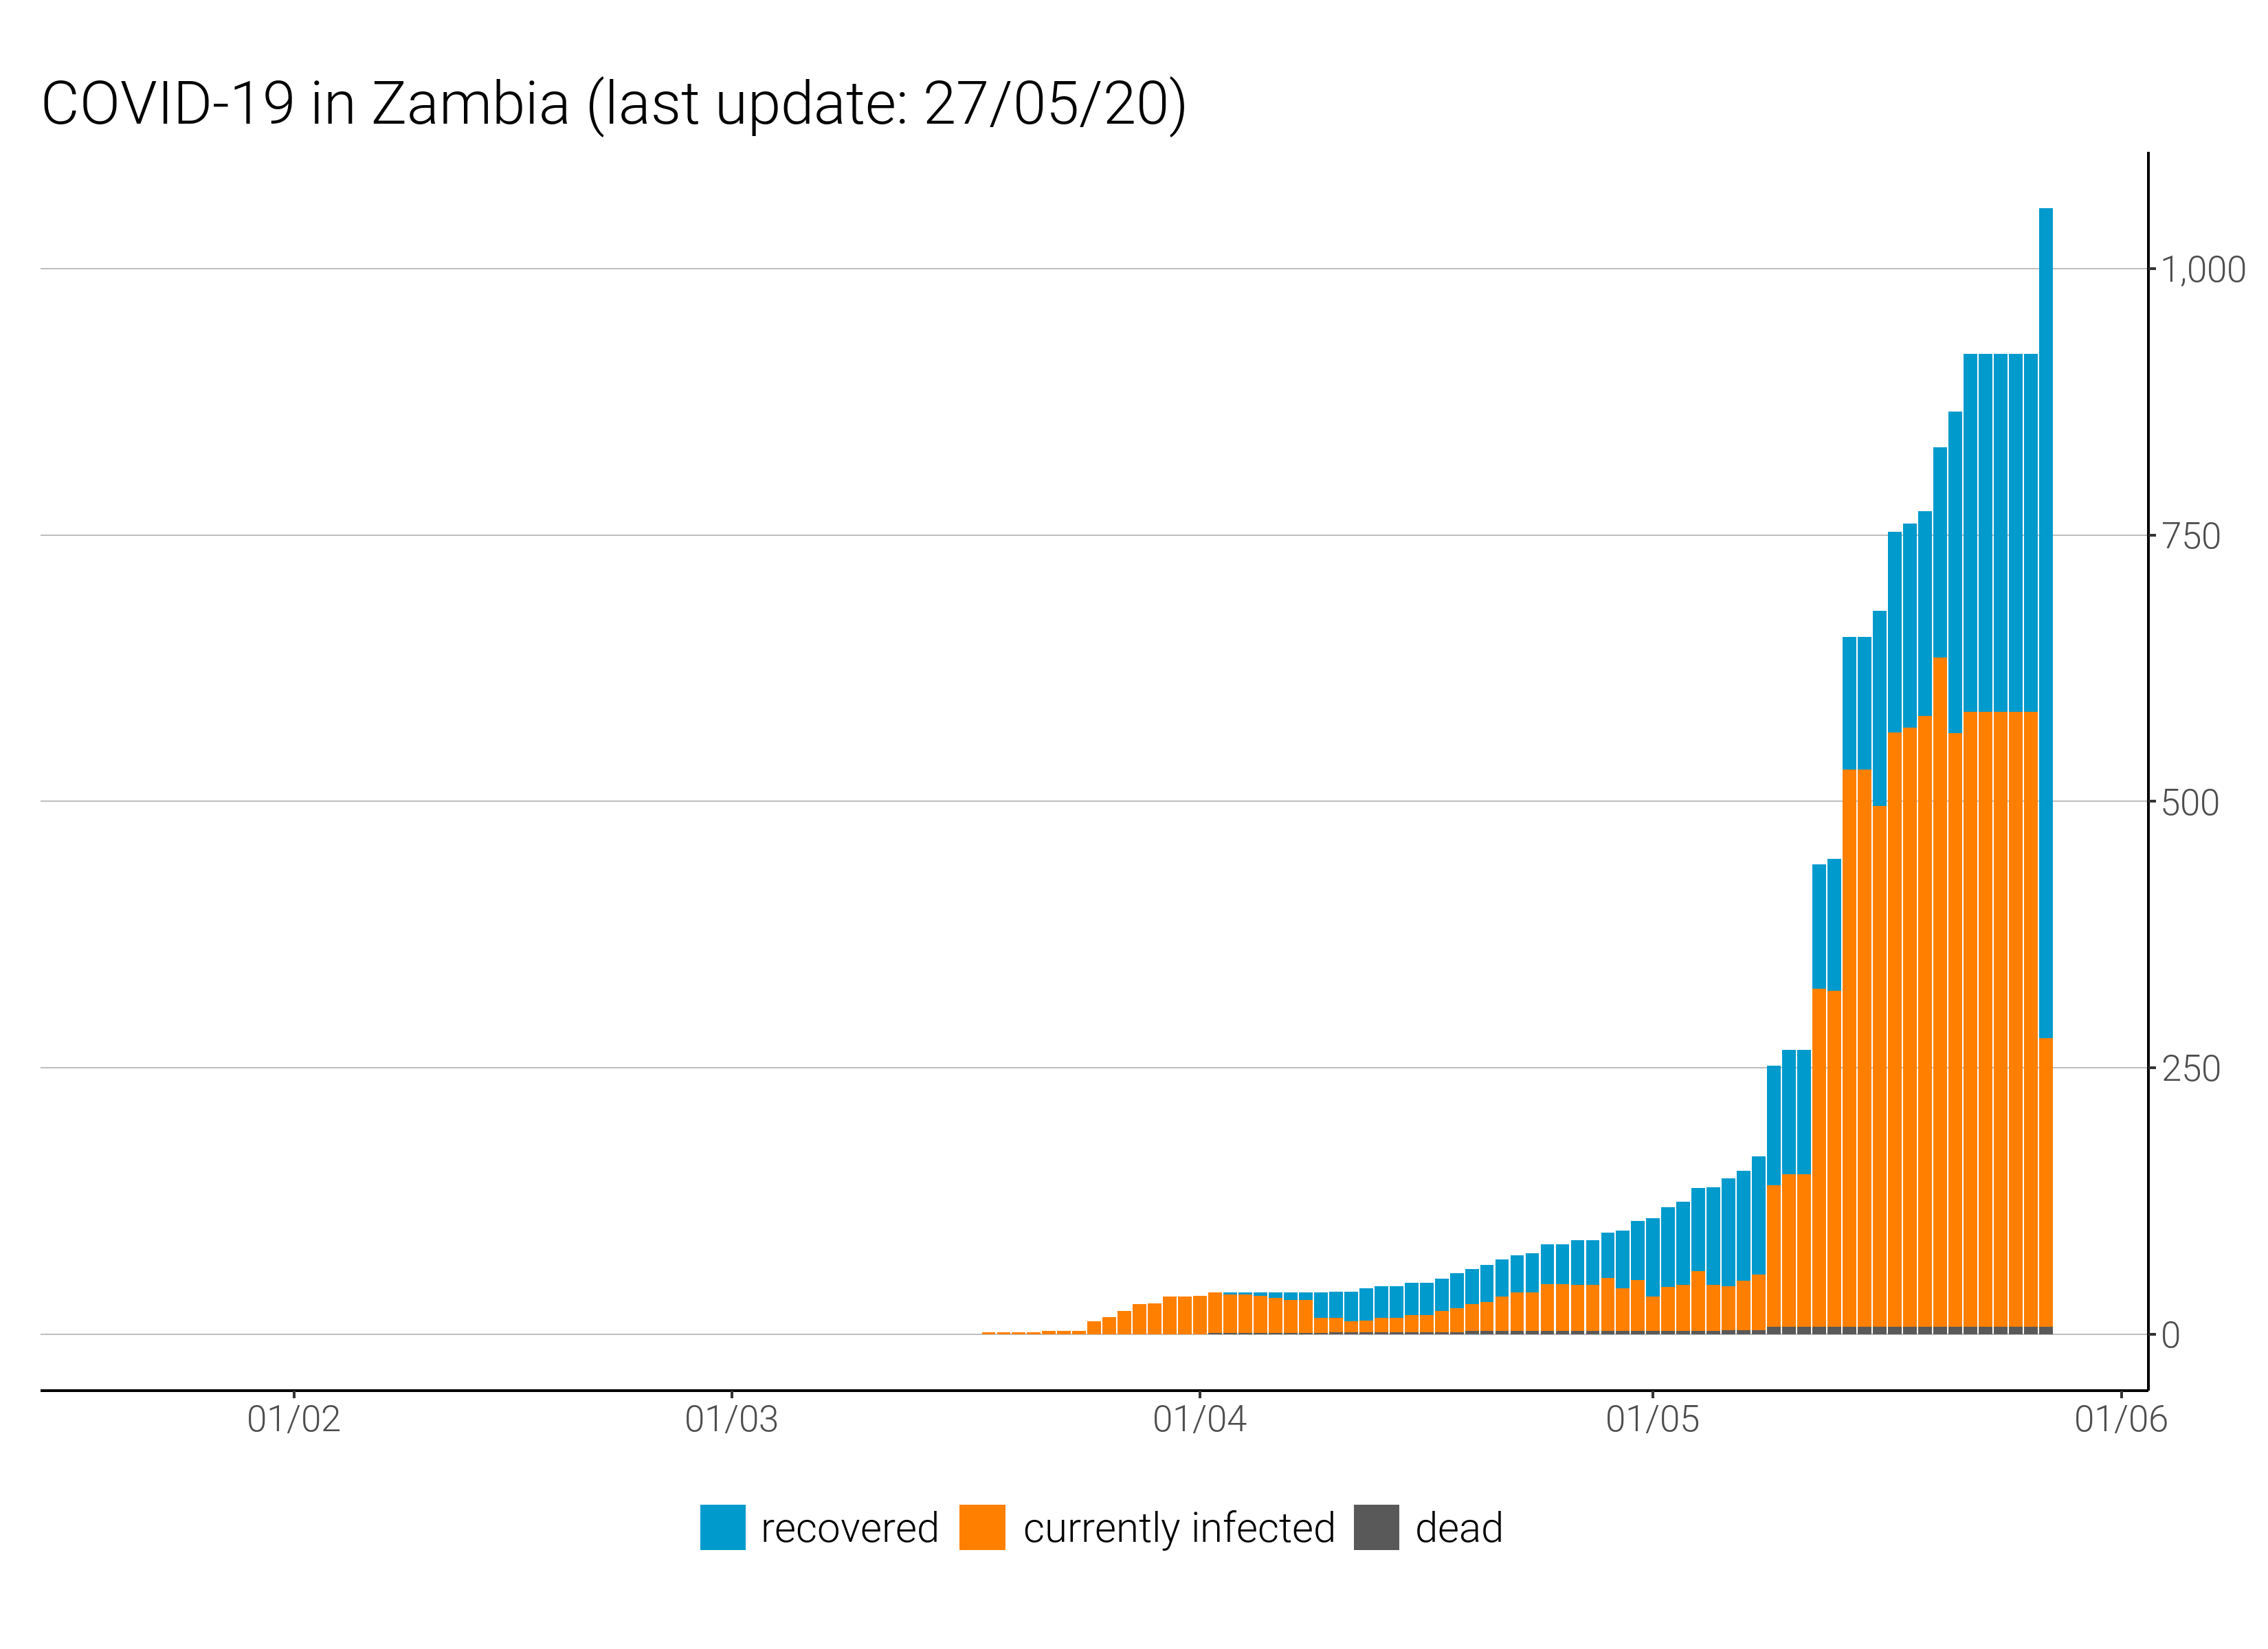 COVID-19 in Zambia (last update: 27/05/20)
1,000
750
500
250
0
01/02 01/03 01/04 01/05 01/06
recovered currently infected dead